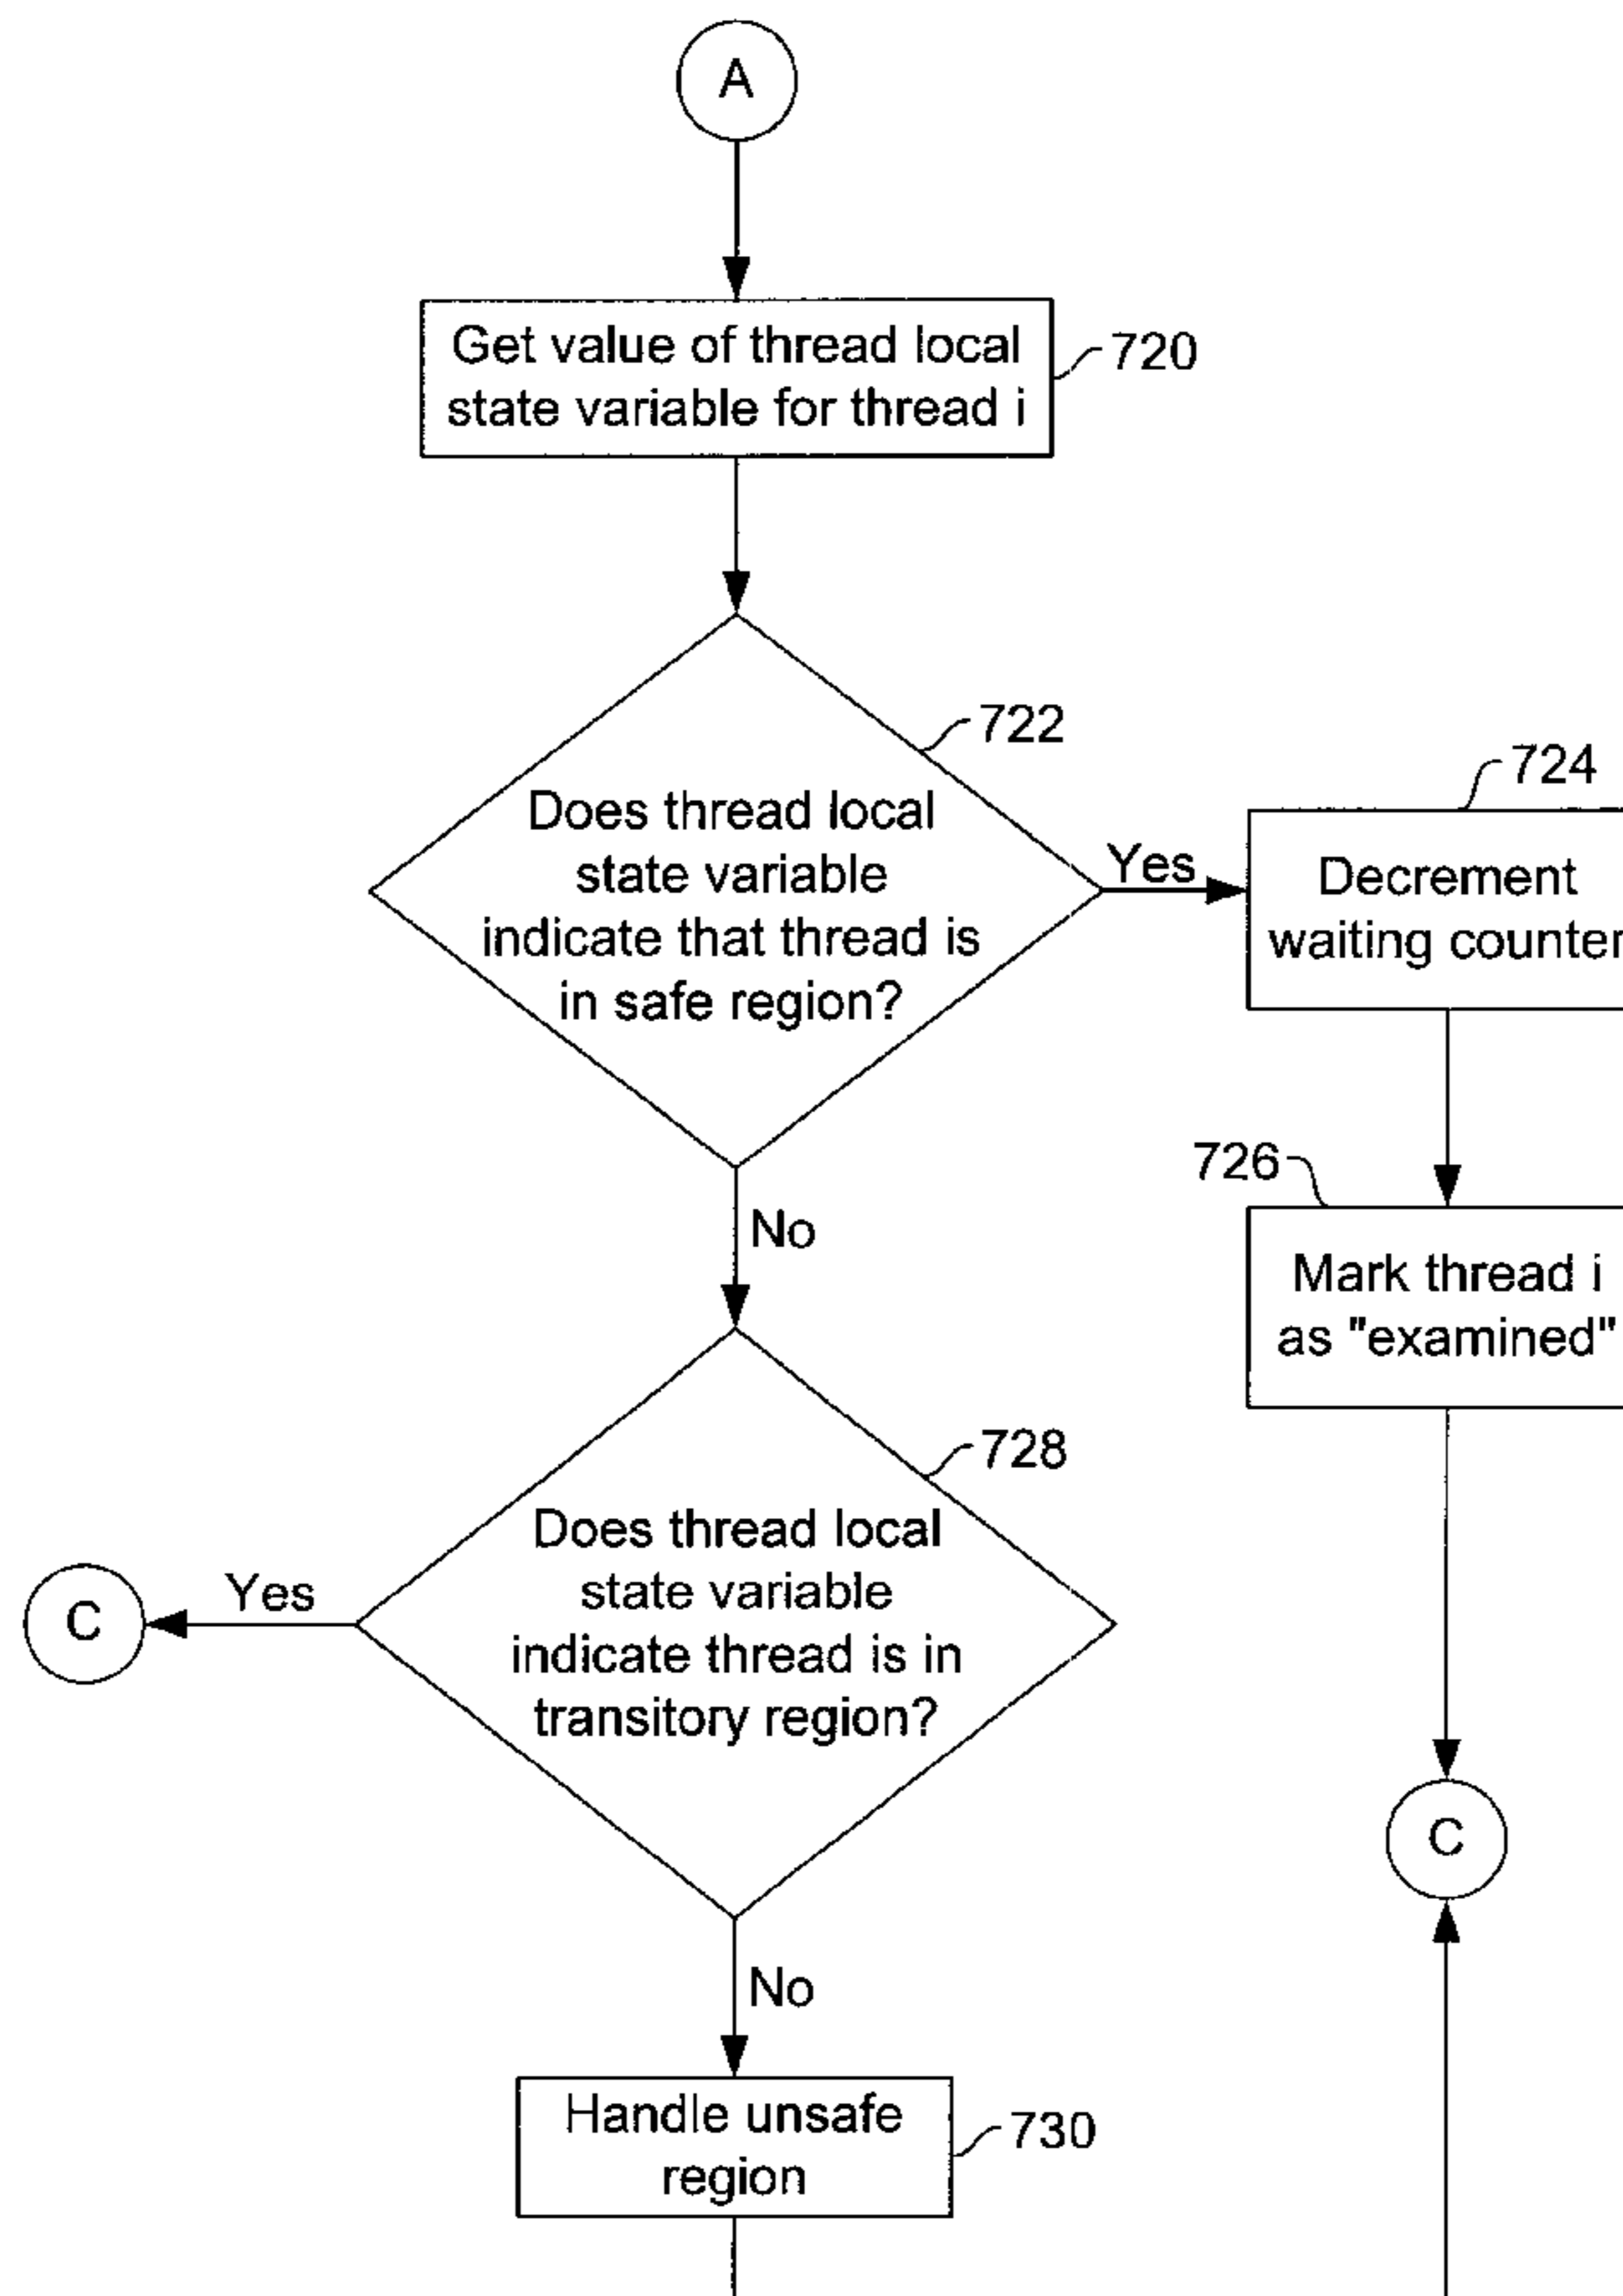 A
Get value of thread local
state variable for thread i
720
722
Does thread local
state variable
indicate that thread is
in safe region?
Yes
724
Decrement
waiting counter
No
726
Mark thread i
as "examined"
728
Does thread local
state variable
indicate thread is in
transitory region?
Yes
C
C
No
Handle unsafe
region
730